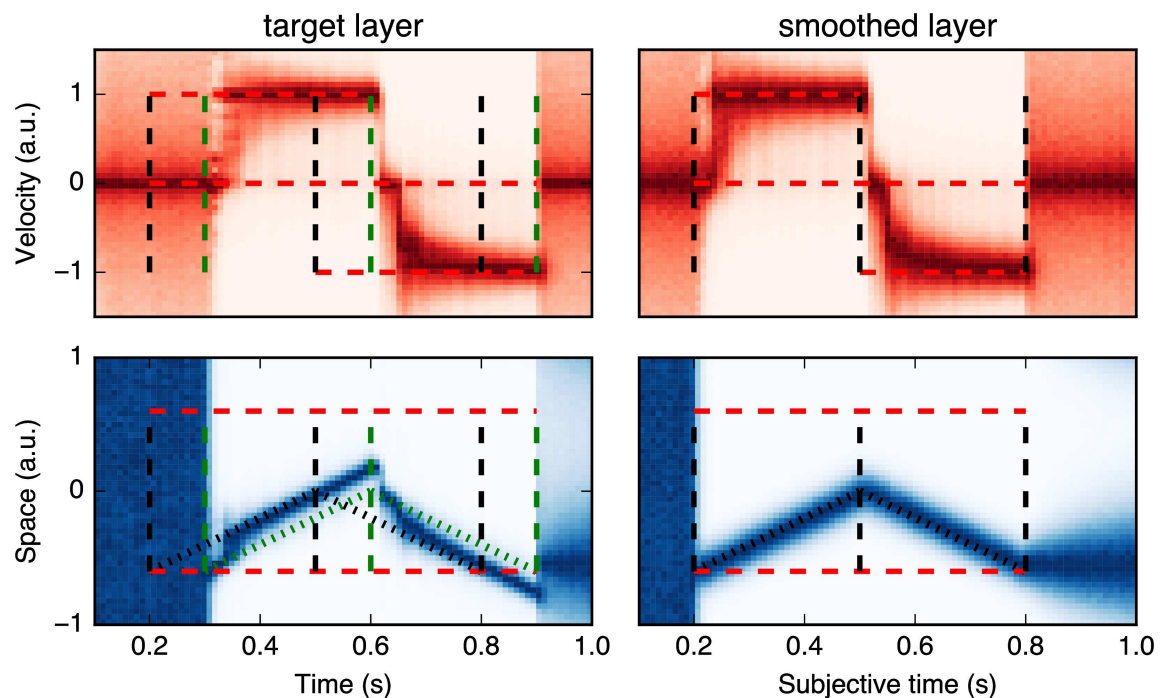 target layer
smoothed layer
Velocity (a.u.)
1
0
−1
Space (a.u.)
1
0
−1
0.2 0.4 0.6 0.8 1.0
0.2 0.4 0.6 0.8 1.0
Time (s)
Subjective time (s)